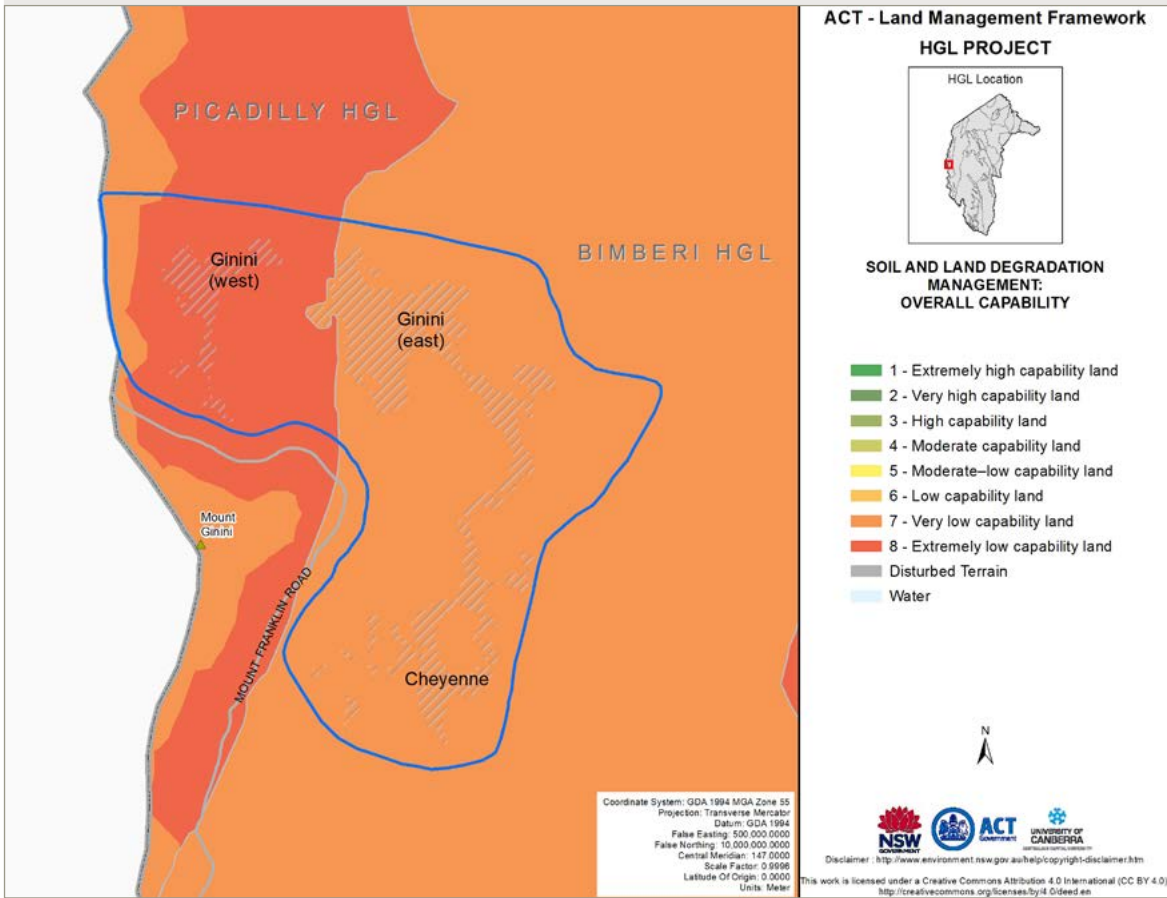 PICADILLY HGL
Ginini
(west)
Ginini
(east)
BIMBERI HGL
Mount
Ginini
MOUNT FRANKLIN ROAD
Cheyenne
Coordinate System: GDA 1994 MGA Zone 55
Projection: Transverse Mercator
Datum: GDA 1994
False Easting: 500,000.0000
False Northing: 10,000,000.0000
Central Meridian: 147.0000
Scale Factor: 0.9996
Latitude Of Origin: 0.0000
Units: Meter
ACT - Land Management Framework
HGL PROJECT
HGL Location
SOIL AND LAND DEGRADATION
MANAGEMENT:
OVERALL CAPABILITY
1 - Extremely high capability land
2 - Very high capability land
3 - High capability land
4 - Moderate capability land
5 - Moderate–low capability land
6 - Low capability land
7 - Very low capability land
8 - Extremely low capability land
Disturbed Terrain
Water
N
NSW
GOVERNMENT
ACT
Government
UNIVERSITY OF
CANBERRA
Disclaimer : http://www.environment.nsw.gov.au/help/copyright-disclaimer.htm
This work is licensed under a Creative Commons Attribution 4.0 International (CC BY 4.0)
http://creativecommons.org/licenses/by/4.0/deed.en